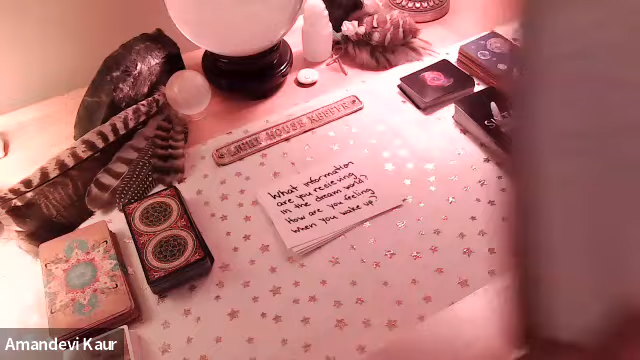 LIGHT HOUSE KEEPER
What information
are you receiving
in the dream world?
How are you feeling
when you wake up?
Amandevi Kaur